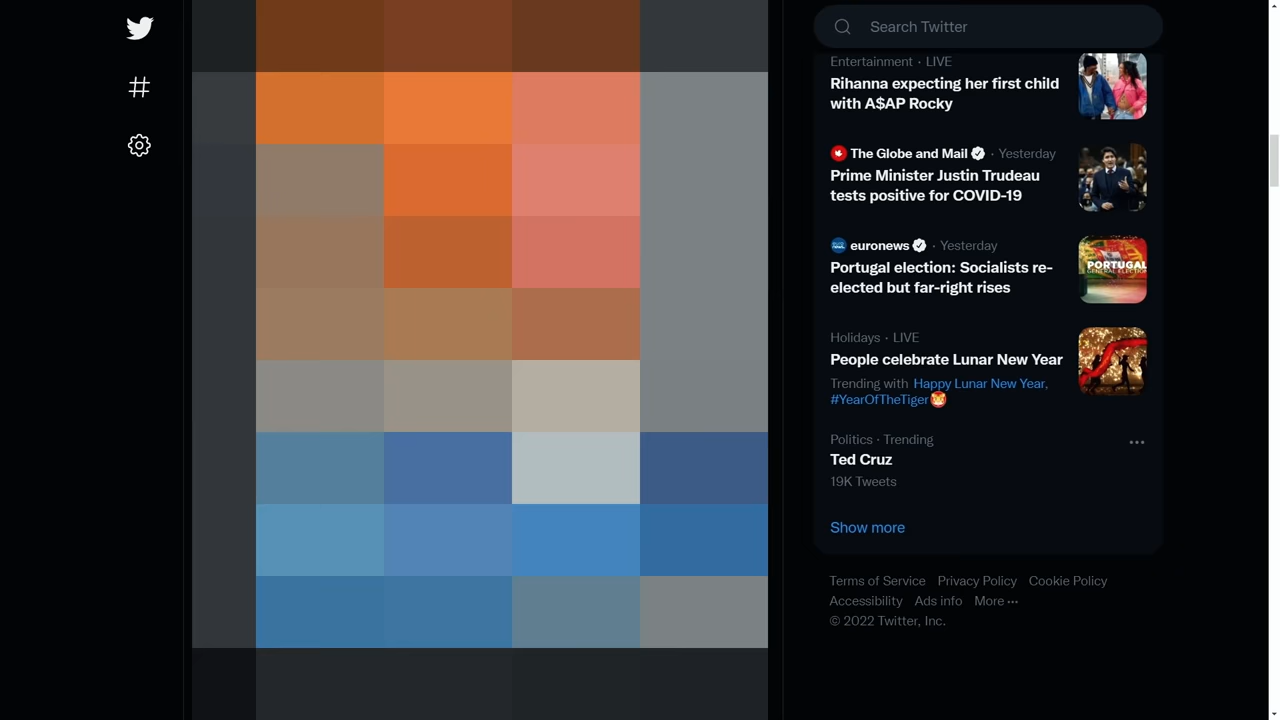 Search Twitter
Entertainment · LIVE
Rihanna expecting her first child
with A$AP Rocky
The Globe and Mail · Yesterday
Prime Minister Justin Trudeau
tests positive for COVID-19
euronews · Yesterday
Portugal election: Socialists re-
elected but far-right rises
PORTUGAL
GENERAL ELECTION
Holidays · LIVE
People celebrate Lunar New Year
Trending with Happy Lunar New Year,
#YearOfTheTiger🐯
Politics · Trending
Ted Cruz
19K Tweets
Show more
Terms of Service Privacy Policy Cookie Policy
Accessibility Ads info More ···
© 2022 Twitter, Inc.